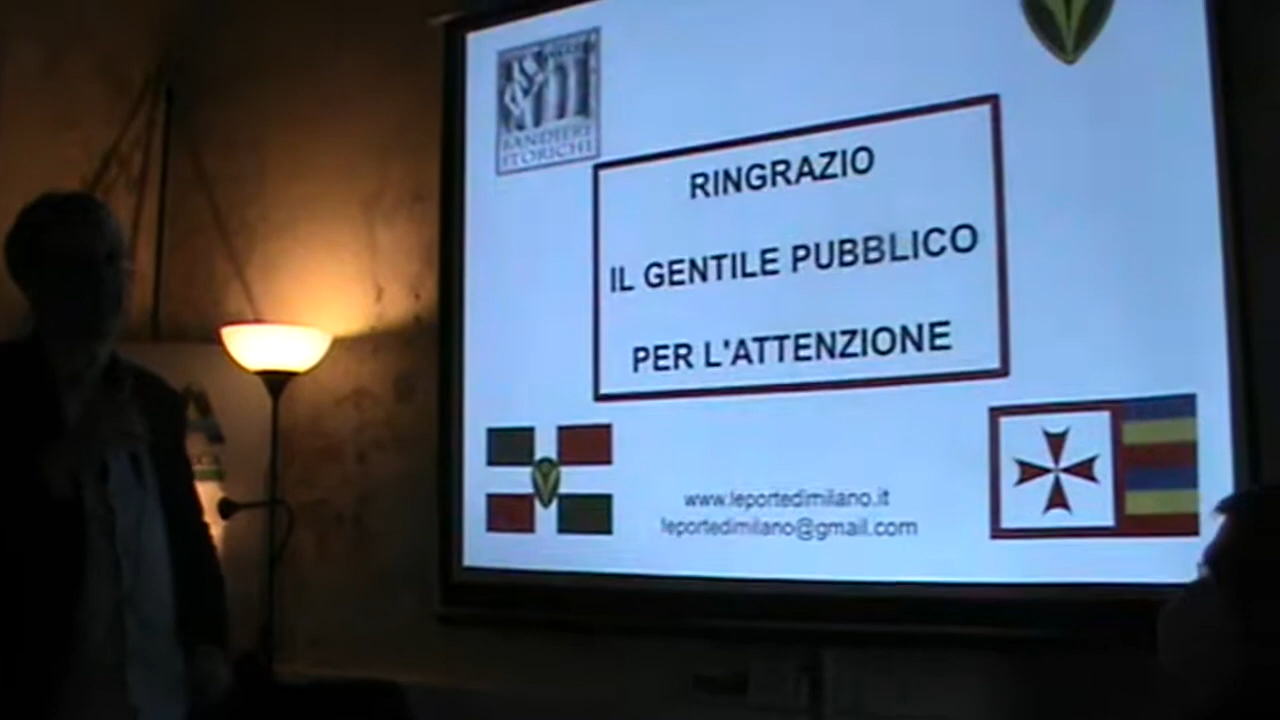 BANDIERE
STORICHE
RINGRAZIO
IL GENTILE PUBBLICO
PER L'ATTENZIONE
www.leportedimilano.it
leportedimilano@gmail.com